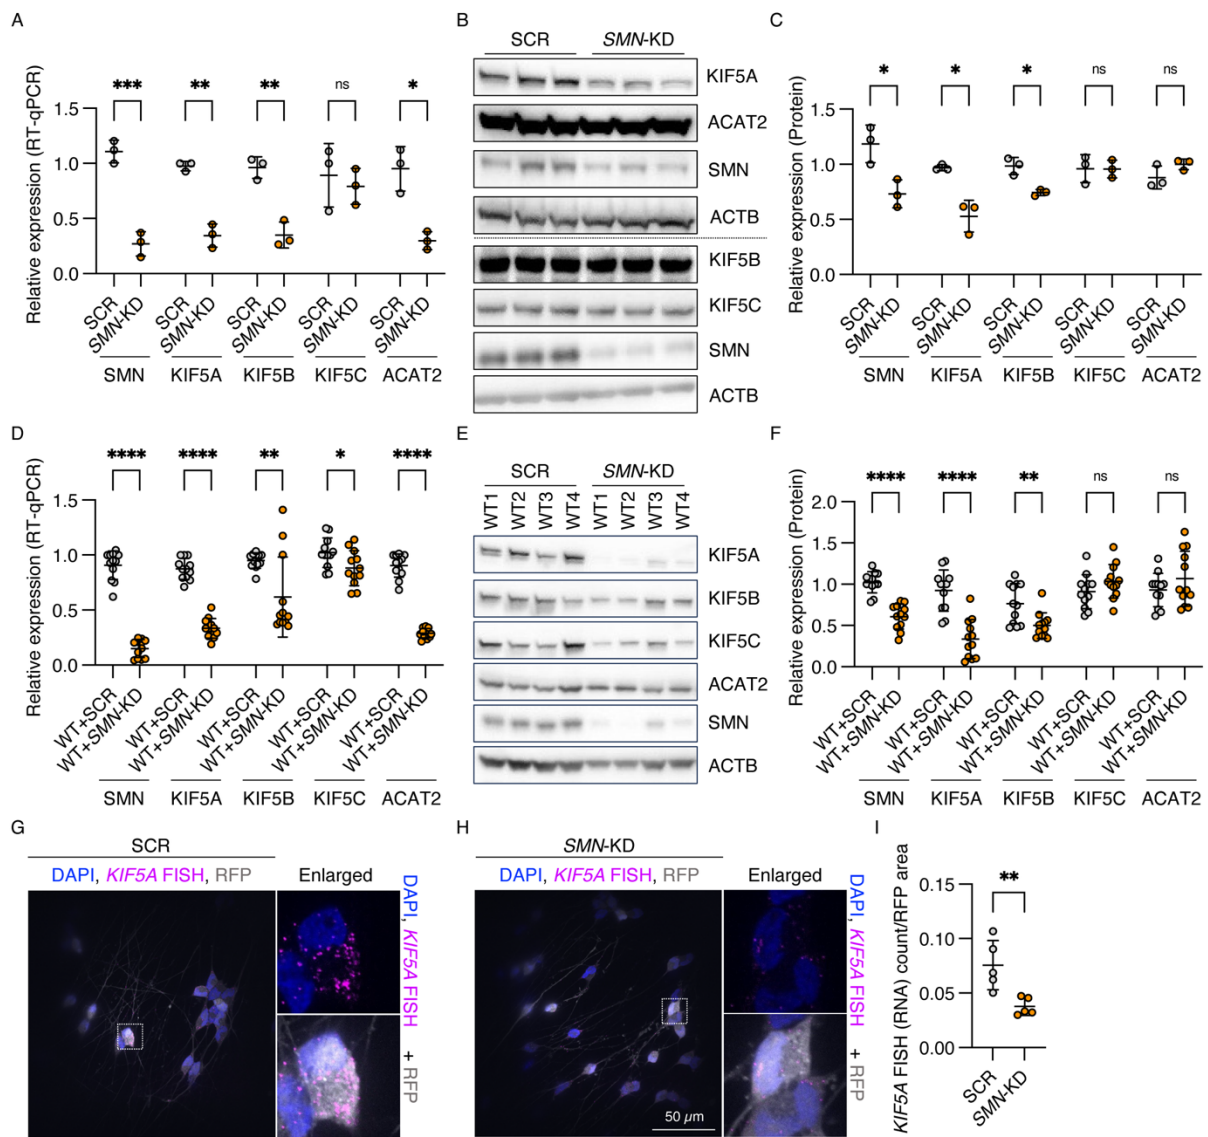 A
Relative expression (RT-qPCR)
*** ** ** ns *
1.5
1.0
0.5
0.0
SCR SMN-KD SCR SMN-KD SCR SMN-KD SCR SMN-KD SCR SMN-KD
SMN KIF5A KIF5B KIF5C ACAT2
B
SCR SMN-KD
KIF5A
ACAT2
SMN
ACTB
KIF5B
KIF5C
SMN
ACTB
C
Relative expression (Protein)
* * * ns ns
1.5
1.0
0.5
0.0
SCR SMN-KD SCR SMN-KD SCR SMN-KD SCR SMN-KD SCR SMN-KD
SMN KIF5A KIF5B KIF5C ACAT2
D
Relative expression (RT-qPCR)
**** **** ** * ****
1.5
1.0
0.5
0.0
WT+SCR WT+SMN-KD WT+SCR WT+SMN-KD WT+SCR WT+SMN-KD WT+SCR WT+SMN-KD WT+SCR WT+SMN-KD
SMN KIF5A KIF5B KIF5C ACAT2
E
SCR SMN-KD
WT1 WT2 WT3 WT4 WT1 WT2 WT3 WT4
KIF5A
KIF5B
KIF5C
ACAT2
SMN
ACTB
F
Relative expression (Protein)
**** **** ** ns ns
2.0
1.5
1.0
0.5
0.0
WT+SCR WT+SMN-KD WT+SCR WT+SMN-KD WT+SCR WT+SMN-KD WT+SCR WT+SMN-KD WT+SCR WT+SMN-KD
SMN KIF5A KIF5B KIF5C ACAT2
G
SCR
DAPI, KIF5A FISH, RFP Enlarged
DAPI, KIF5A FISH + RFP
H
SMN-KD
DAPI, KIF5A FISH, RFP Enlarged
DAPI, KIF5A FISH + RFP
50 µm
I
KIF5A FISH (RNA) count/RFP area
**
0.15
0.10
0.05
0.00
SCR SMN-KD